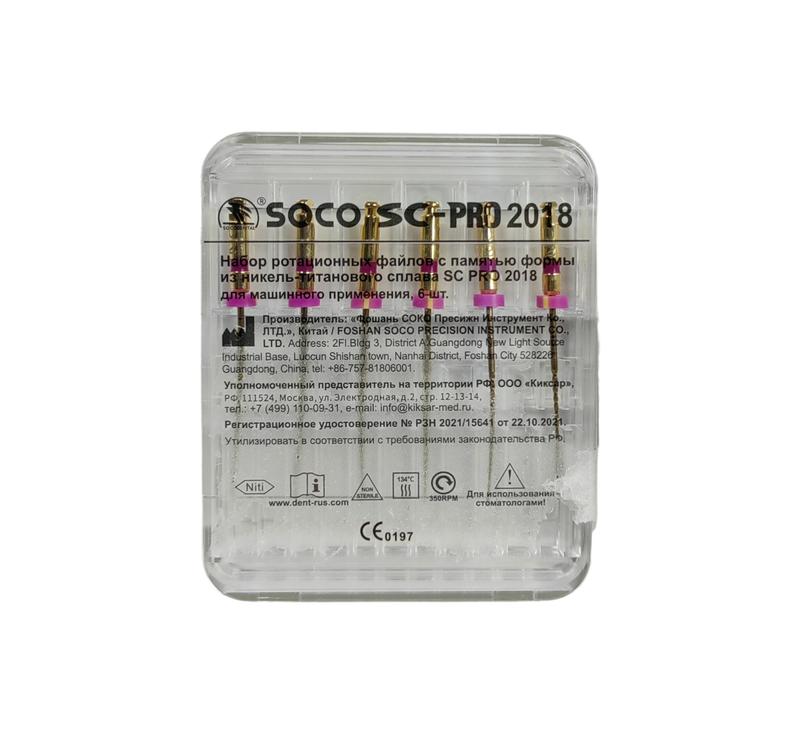 SOCO SC-PRO 2018
®
SOCODENTAL
Набор ротационных файлов с памятью формы
из никель-титанового сплава SC PRO 2018
для машинного применения, 6 шт.
Производитель: «Фошань СОКО Пресижн Инструмент Ко.,
ЛТД.», Китай / FOSHAN SOCO PRECISION INSTRUMENT CO.,
LTD. Address: 2Fl.Bldg 3, District A.Guangdong New Light Source
Industrial Base, Luocun Shishan town, Nanhai District, Foshan City 528226
Guangdong, China, tel: +86-757-81806001.
Уполномоченный представитель на территории РФ: ООО «Киксар»,
РФ, 111524, Москва, ул. Электродная, д.2, стр. 12-13-14,
тел.: +7 (499) 110-09-31, e-mail: info@kiksar-med.ru.
Регистрационное удостоверение № РЗН 2021/15641 от 22.10.2021.
Утилизировать в соответствии с требованиями законодательства РФ.
Niti
i
NON
STERILE
134°C
350RPM
!
Для использования
стоматологами!
www.dent-rus.com
CE 0197